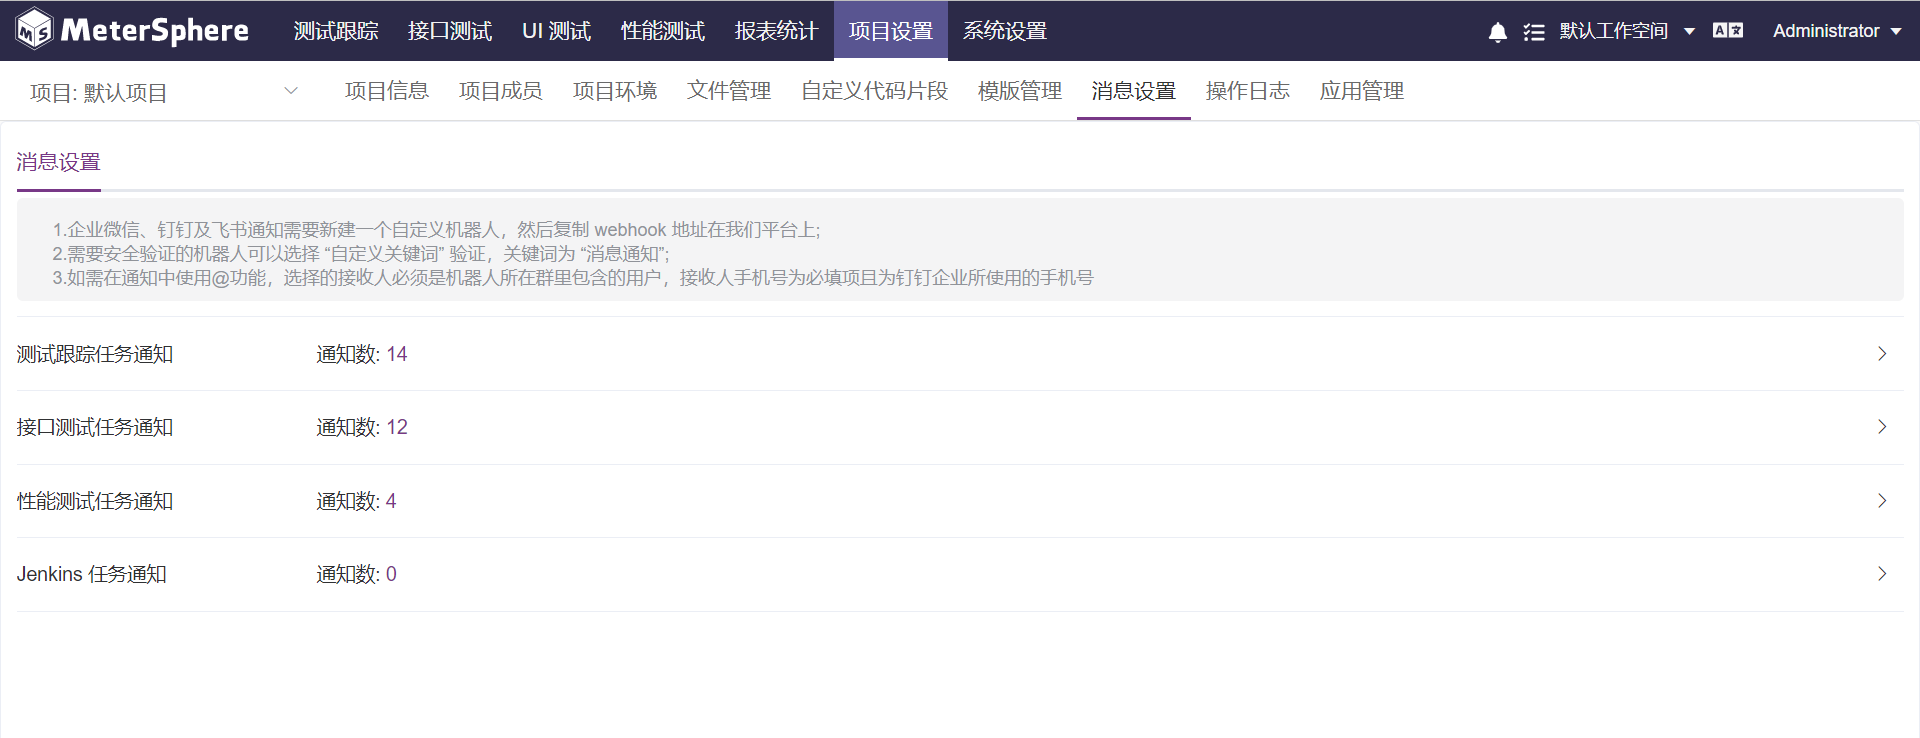 MeterSphere 测试跟踪 接口测试 UI 测试 性能测试 报表统计 项目设置 系统设置 默认工作空间 Administrator
项目: 默认项目 项目信息 项目成员 项目环境 文件管理 自定义代码片段 模版管理 消息设置 操作日志 应用管理
消息设置
1.企业微信、钉钉及飞书通知需要新建一个自定义机器人，然后复制 webhook 地址在我们平台上;
2.需要安全验证的机器人可以选择 “自定义关键词” 验证，关键词为 “消息通知”;
3.如需在通知中使用@功能，选择的接收人必须是机器人所在群里包含的用户，接收人手机号为必填项目为钉钉企业所使用的手机号
测试跟踪任务通知 通知数: 14
接口测试任务通知 通知数: 12
性能测试任务通知 通知数: 4
Jenkins 任务通知 通知数: 0